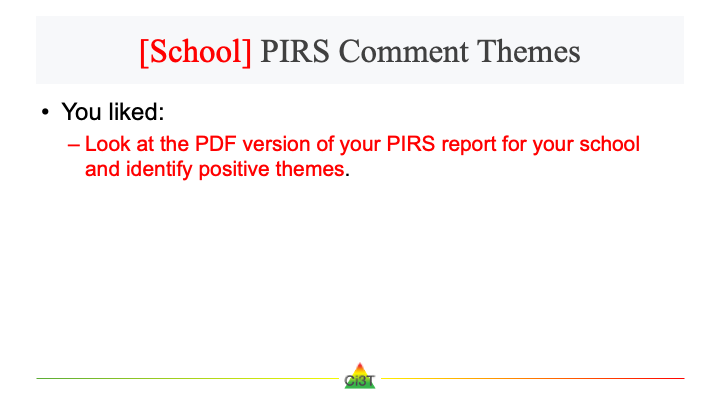 [School] PIRS Comment Themes
• You liked:
– Look at the PDF version of your PIRS report for your school
and identify positive themes.
Ci3T